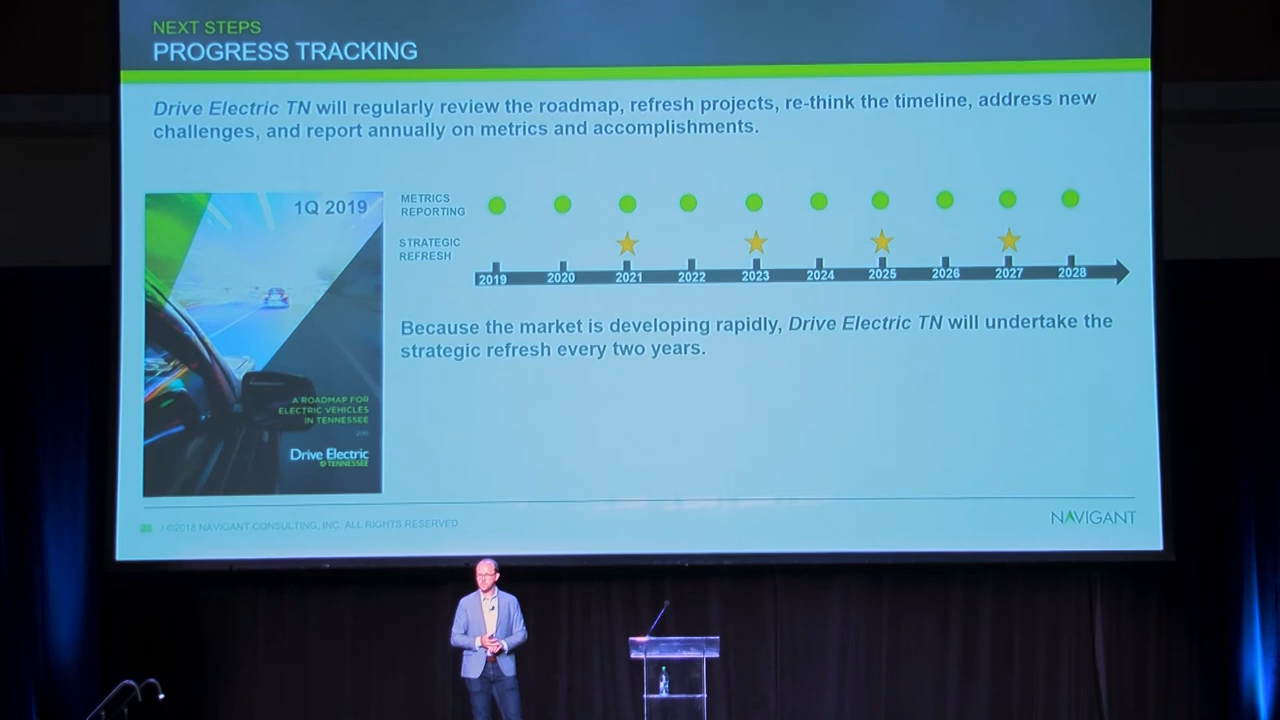 NEXT STEPS
PROGRESS TRACKING
Drive Electric TN will regularly review the roadmap, refresh projects, re-think the timeline, address new
challenges, and report annually on metrics and accomplishments.
1Q 2019
A ROADMAP FOR
ELECTRIC VEHICLES
IN TENNESSEE
Drive Electric
TENNESSEE
METRICS
REPORTING
STRATEGIC
REFRESH
2019 2020 2021 2022 2023 2024 2025 2026 2027 2028
Because the market is developing rapidly, Drive Electric TN will undertake the
strategic refresh every two years.
/ ©2018 NAVIGANT CONSULTING, INC. ALL RIGHTS RESERVED
NAVIGANT